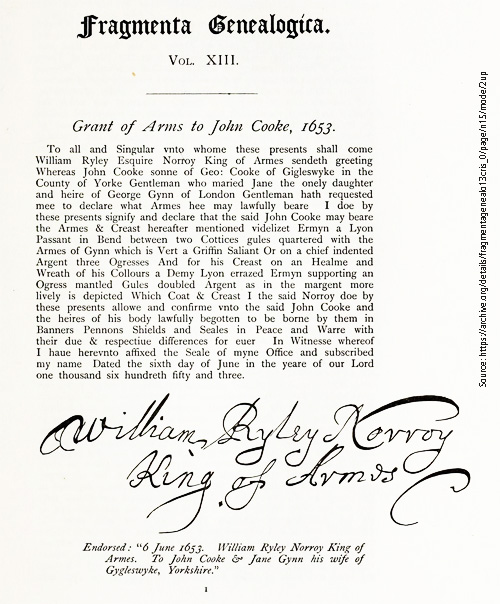 Fragmenta Genealogica.
VOL. XIII.
Grant of Arms to John Cooke, 1653.
To all and Singular vnto whome these presents shall come
William Ryley Esquire Norroy King of Armes sendeth greeting
Whereas John Cooke sonne of Geo: Cooke of Gigleswyke in the
County of Yorke Gentleman who maried Jane the onely daughter
and heire of George Gynn of London Gentleman hath requested
mee to declare what Armes hee may lawfully beare I doe by
these presents signify and declare that the said John Cooke may beare
the Armes & Creast hereafter mentioned videlizet Ermyn a Lyon
Passant in Bend between two Cottices gules quartered with the
Armes of Gynn which is Vert a Griffin Saliant Or on a chief indented
Argent three Ogresses And for his Creast on an Healme and
Wreath of his Collours a Demy Lyon errazed Ermyn supporting an
Ogress mantled Gules doubled Argent as in the margent more
lively is depicted Which Coat & Creast I the said Norroy doe by
these presents allowe and confirme vnto the said John Cooke and
the heires of his body lawfully begotten to be borne by them in
Banners Pennons Shields and Seales in Peace and Warre with
their due & respectiue differences for euer In Witnesse whereof
I haue herevnto affixed the Seale of myne Office and subscribed
my name Dated the sixth day of June in the yeare of our Lord
one thousand six hundreth fifty and three.
William Ryley Norroy
King of Armes
Endorsed: "6 June 1653. William Ryley Norroy King of
Armes. To John Cooke & Jane Gynn his wife of
Gygleswyke, Yorkshire."
1
Source: https://archive.org/details/fragmentageneab13cris_0/page/n15/mode/2up